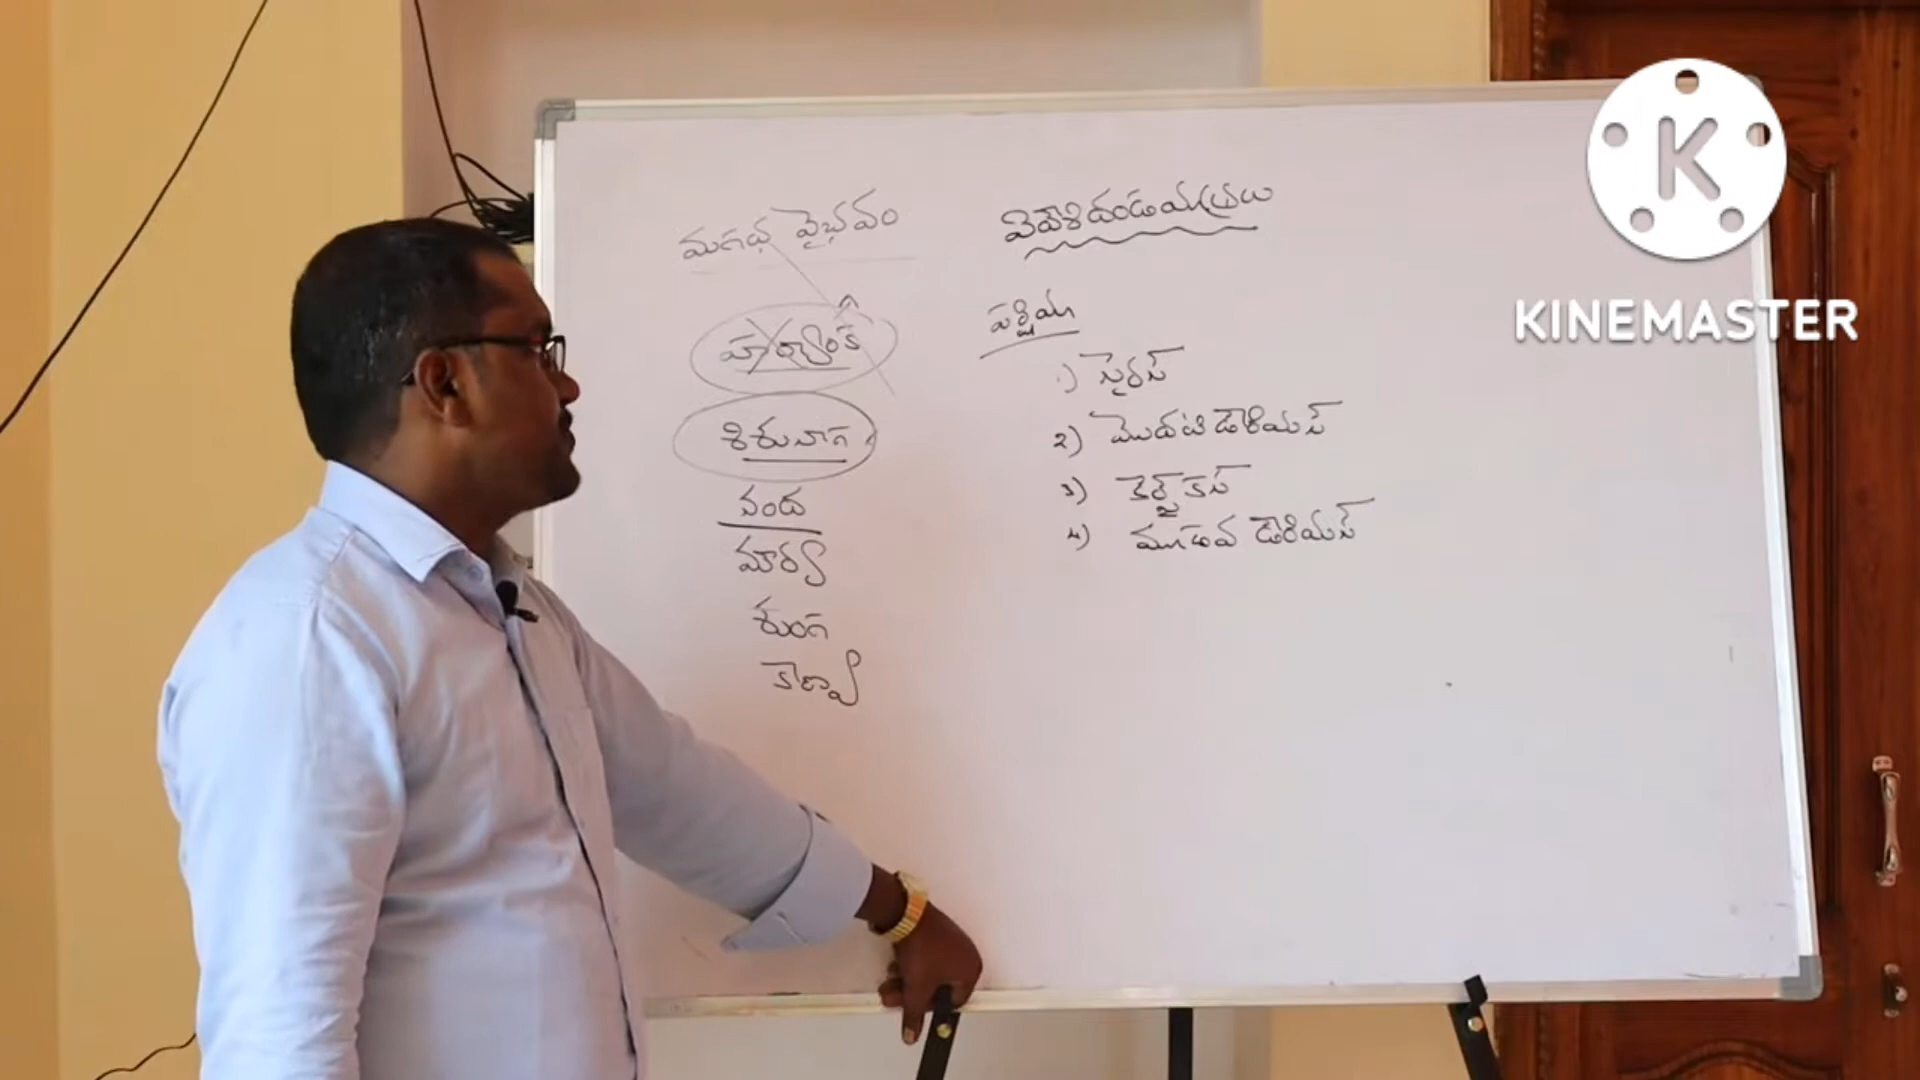 మగధ వైభవం
హర్యాంక
శిశునాగ
నంద
మౌర్య
శుంగ
కణ్వా
విదేశి దండయాత్రలు
పర్షియా
1) సైరస్
2) మొదటి డేరియస్
3) జెర్క్సస్
4) మూడవ డేరియస్
K
KINEMASTER